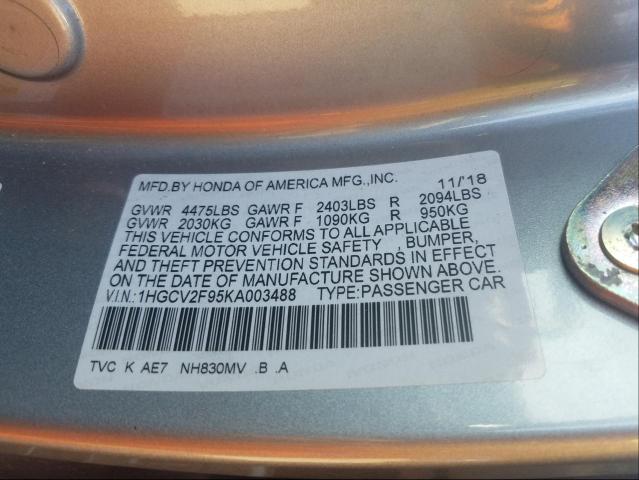 MFD.BY HONDA OF AMERICA MFG.,INC. 11/'18
GVWR 4475LBS GAWR F 2403LBS R 2094LBS
GVWR 2030KG GAWR F 1090KG R 950KG
THIS VEHICLE CONFORMS TO ALL APPLICABLE
FEDERAL MOTOR VEHICLE SAFETY , BUMPER,
AND THEFT PREVENTION STANDARDS IN EFFECT
ON THE DATE OF MANUFACTURE SHOWN ABOVE.
V.I.N.:1HGCV2F95KA003488 TYPE:PASSENGER CAR
TVC K AE7 NH830MV .B .A